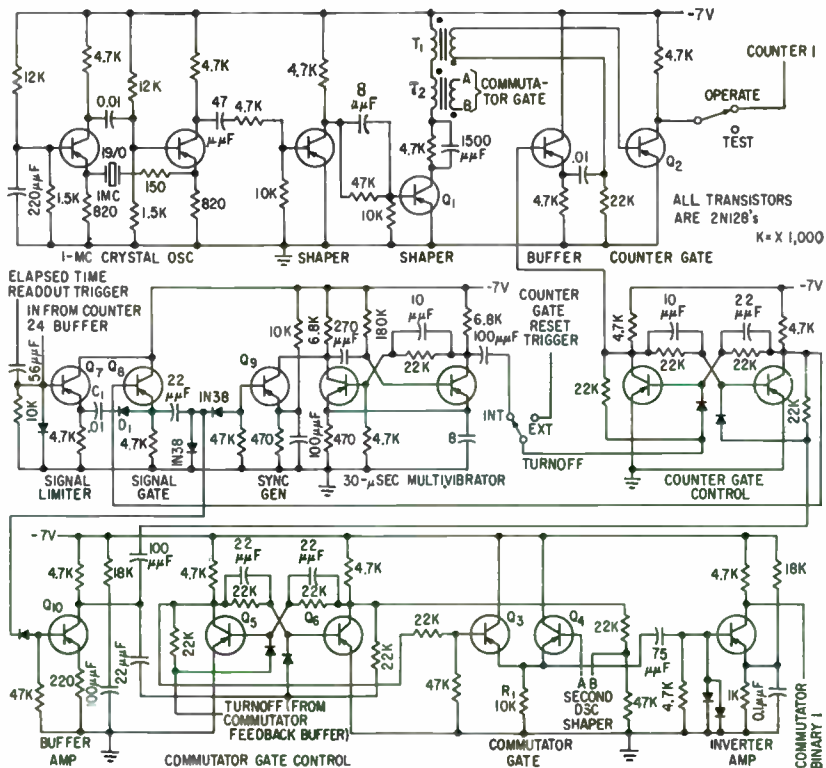 -7V
4.7K
4.7K
4.7K
T₁
4.7K
COUNTER 1
12K
12K
8 μμF
T₂
A
B
COMMUTATOR GATE
OPERATE
0.01
47 μμF
4.7K
TEST
19/0
1MC
150
4.7K
1500 μμF
.01
Q₂
220μμF
1.5K
820
1.5K
820
10K
47K
10K
Q₁
4.7K
22K
ALL TRANSISTORS ARE 2N128's
K=X 1,000
1-MC CRYSTAL OSC
SHAPER
SHAPER
BUFFER
COUNTER GATE
ELAPSED TIME READOUT TRIGGER
IN FROM COUNTER 24 BUFFER
-7V
COUNTER GATE RESET TRIGGER
-7V
56μμF
Q₇
Q₈
22 μμF
1N38
Q₉
10K
6.8K
270 μμF
180K
10 μμF
22K
6.8K
100μμF
4.7K
10 μμF
22K
22 μμF
22K
4.7K
10K
C₁
.01
D₁
4.7K
4.7K
1N38
47K
470
100μμF
470
4.7K
8
INT
EXT
22K
22K
TURNOFF
SIGNAL LIMITER
SIGNAL GATE
SYNC GEN
30-μSEC MULTIVIBRATOR
COUNTER GATE CONTROL
-7V
4.7K
18K
100 μμF
4.7K
22 μμF
22K
22 μμF
22K
4.7K
4.7K
18K
Q₁₀
Q₅
Q₆
22K
Q₃
Q₄
22K
75 μμF
47K
220
100μμF
22μμF
22K
22K
47K
R₁
10K
A B
SECOND OSC SHAPER
47K
4.7K
1K
0.1μμF
TURNOFF (FROM COMMUTATOR FEEDBACK BUFFER)
BUFFER AMP
COMMUTATOR GATE CONTROL
COMMUTATOR GATE
INVERTER AMP
COMMUTATOR BINARY 1